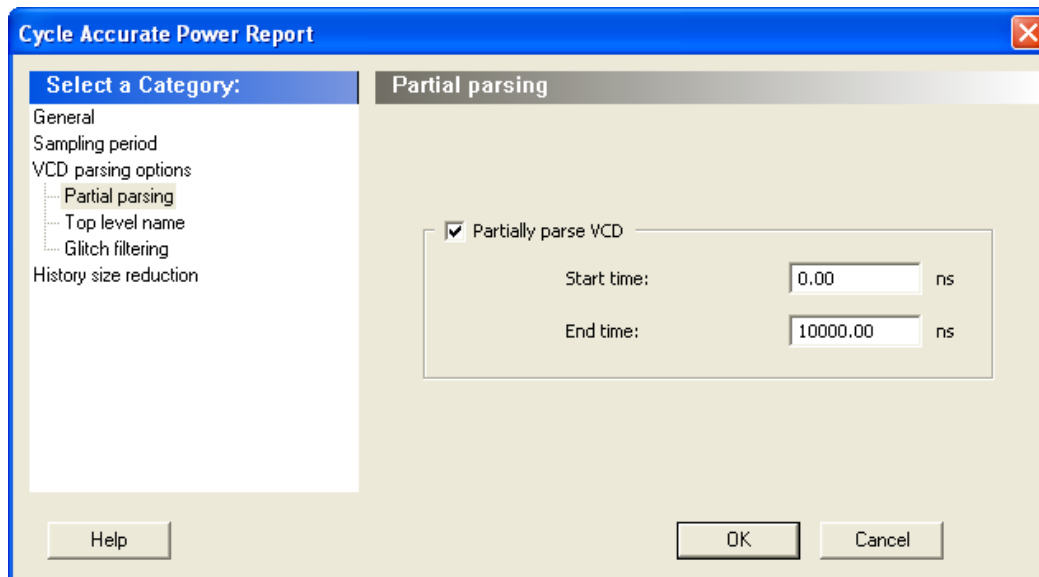 Cycle Accurate Power Report
Select a Category:
General
Sampling period
VCD parsing options
Partial parsing
Top level name
Glitch filtering
History size reduction
Partial parsing
Partially parse VCD
Start time: 0.00 ns
End time: 10000.00 ns
Help OK Cancel